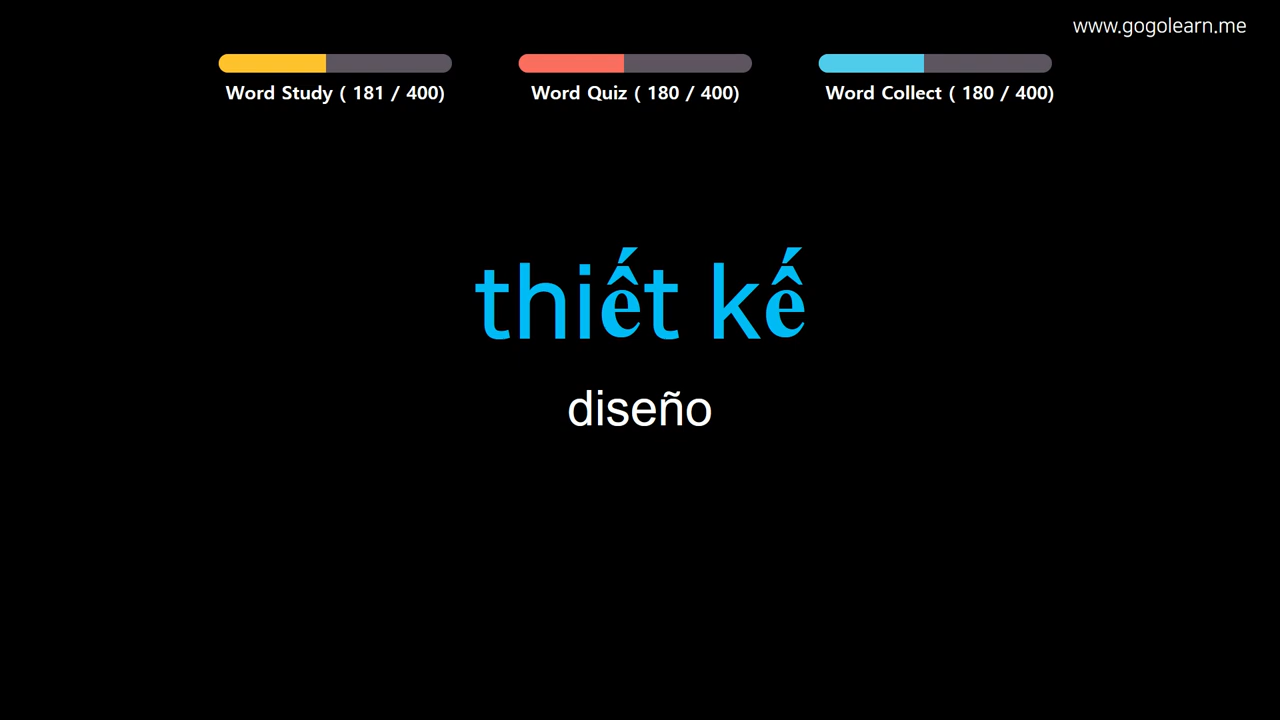 www.gogolearn.me
Word Study ( 181 / 400)
Word Quiz ( 180 / 400)
Word Collect ( 180 / 400)
thiết kế
diseño